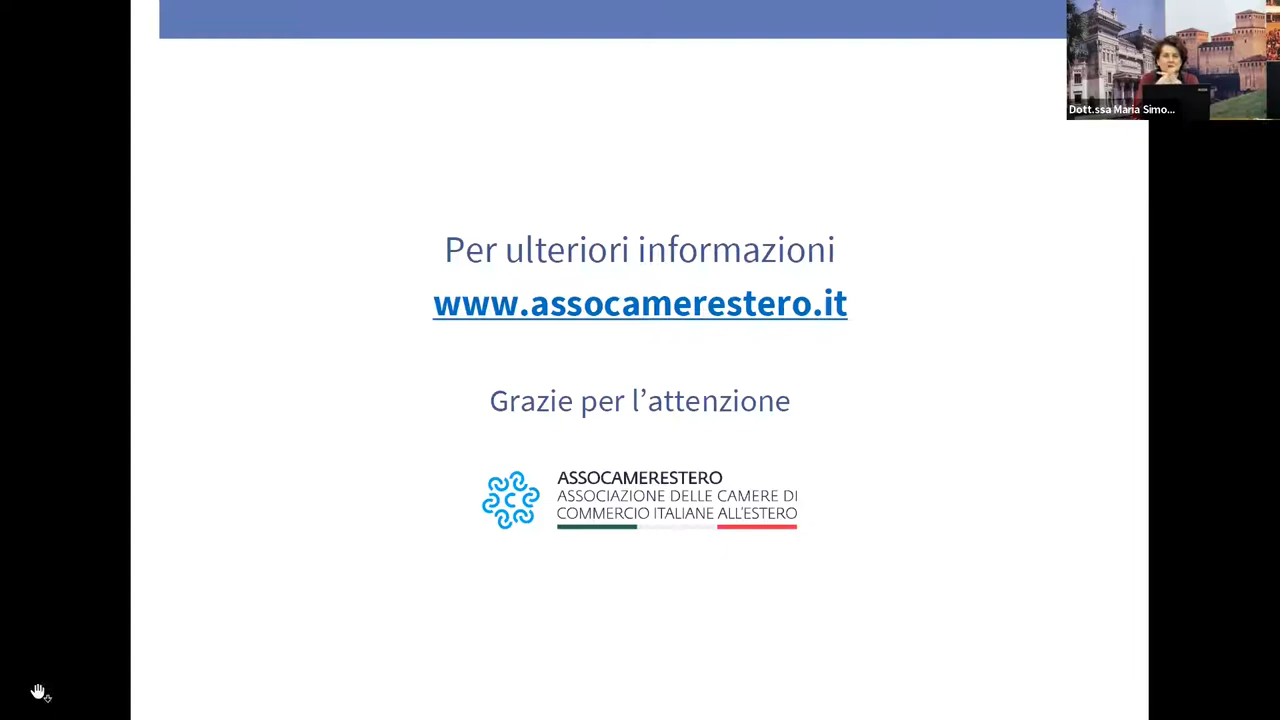 Dott.ssa Maria Simo...
Per ulteriori informazioni
www.assocamerestero.it
Grazie per l'attenzione
ASSOCAMERESTERO
ASSOCIAZIONE DELLE CAMERE DI
COMMERCIO ITALIANE ALL'ESTERO